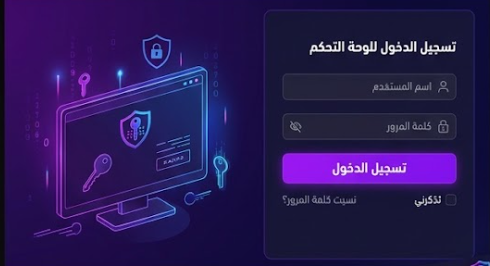 تسجيل الدخول للوحة التحكم
اسم المستخدم
كلمة المرور
تسجيل الدخول
تذكرني
نسيت كلمة المرور؟